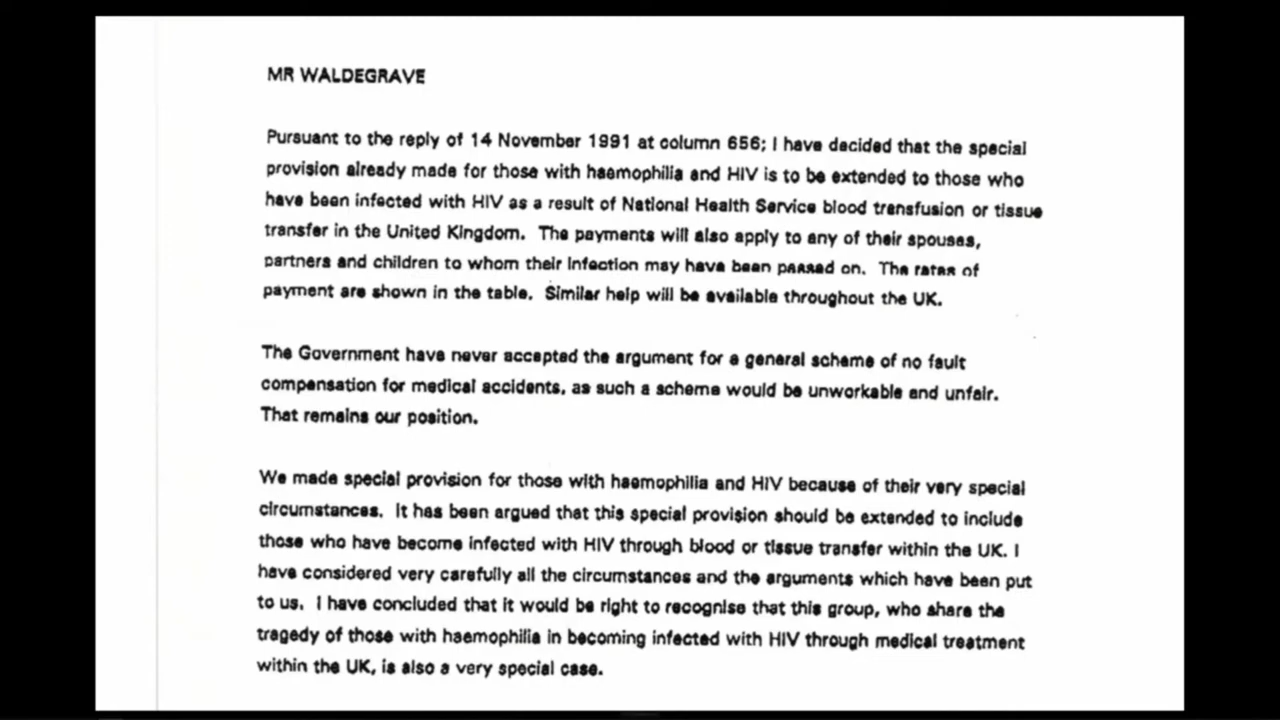 MR WALDEGRAVE
Pursuant to the reply of 14 November 1991 at column 656; I have decided that the special
provision already made for those with haemophilia and HIV is to be extended to those who
have been infected with HIV as a result of National Health Service blood transfusion or tissue
transfer in the United Kingdom. The payments will also apply to any of their spouses,
partners and children to whom their infection may have been passed on. The rates of
payment are shown in the table. Similar help will be available throughout the UK.
The Government have never accepted the argument for a general scheme of no fault
compensation for medical accidents, as such a scheme would be unworkable and unfair.
That remains our position.
We made special provision for those with haemophilia and HIV because of their very special
circumstances. It has been argued that this special provision should be extended to include
those who have become infected with HIV through blood or tissue transfer within the UK. I
have considered very carefully all the circumstances and the arguments which have been put
to us. I have concluded that it would be right to recognise that this group, who share the
tragedy of those with haemophilia in becoming infected with HIV through medical treatment
within the UK, is also a very special case.